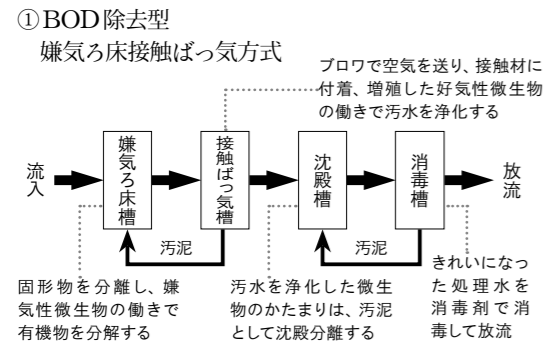 ①BOD除去型
嫌気ろ床接触ばっ気方式
ブロワで空気を送り、接触材に
付着、増殖した好気性微生物
の働きで汚水を浄化する
流入
嫌気ろ床槽
接触ばっ気槽
沈殿槽
消毒槽
放流
汚泥
汚泥
固形物を分離し、嫌
気性微生物の働きで
有機物を分解する
汚水を浄化した微生
物のかたまりは、汚泥
として沈殿分離する
きれいになっ
た処理水を
消毒剤で消
毒して放流